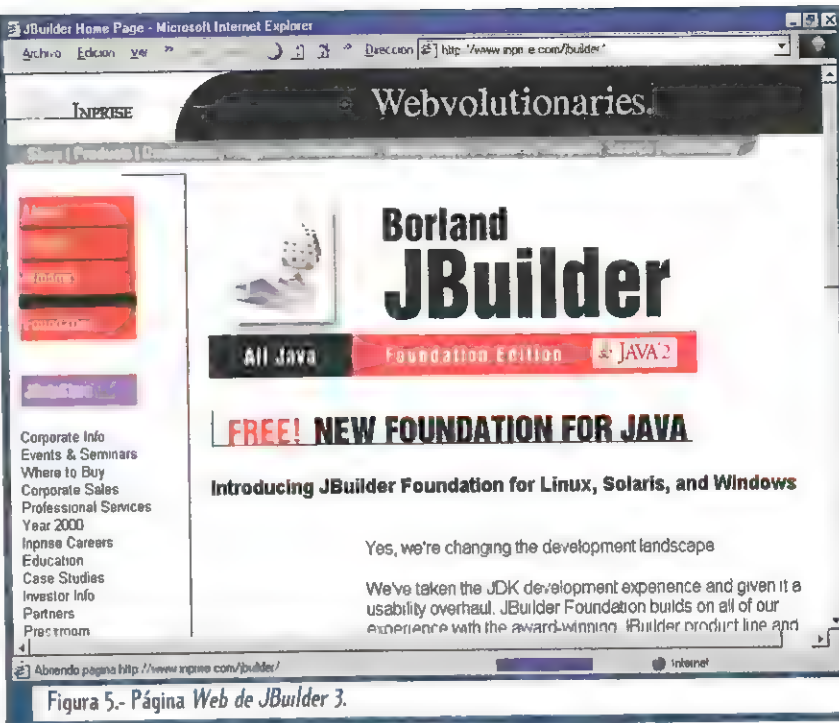 JBuilder Home Page - Microsoft Internet Explorer
Archivo Edicion Ver » » Direccion http://www.inprise.com/jbuilder/
INPRISE
Webvolutionaries.
Shop | Products |
Search
All Java
Borland
JBuilder
Foundation Edition JAVA 2
FREE! NEW FOUNDATION FOR JAVA
Introducing JBuilder Foundation for Linux, Solaris, and Windows
Corporate Info
Events & Seminars
Where to Buy
Corporate Sales
Professional Services
Year 2000
Inprise Careers
Education
Case Studies
Investor Info
Partners
Pressroom
Yes, we're changing the development landscape
We've taken the JDK development experience and given it a
usability overhaul. JBuilder Foundation builds on all of our
experience with the award-winning JBuilder product line and
Abriendo pagina http://www.inprise.com/jbuilder/
Internet
Figura 5.- Página Web de JBuilder 3.